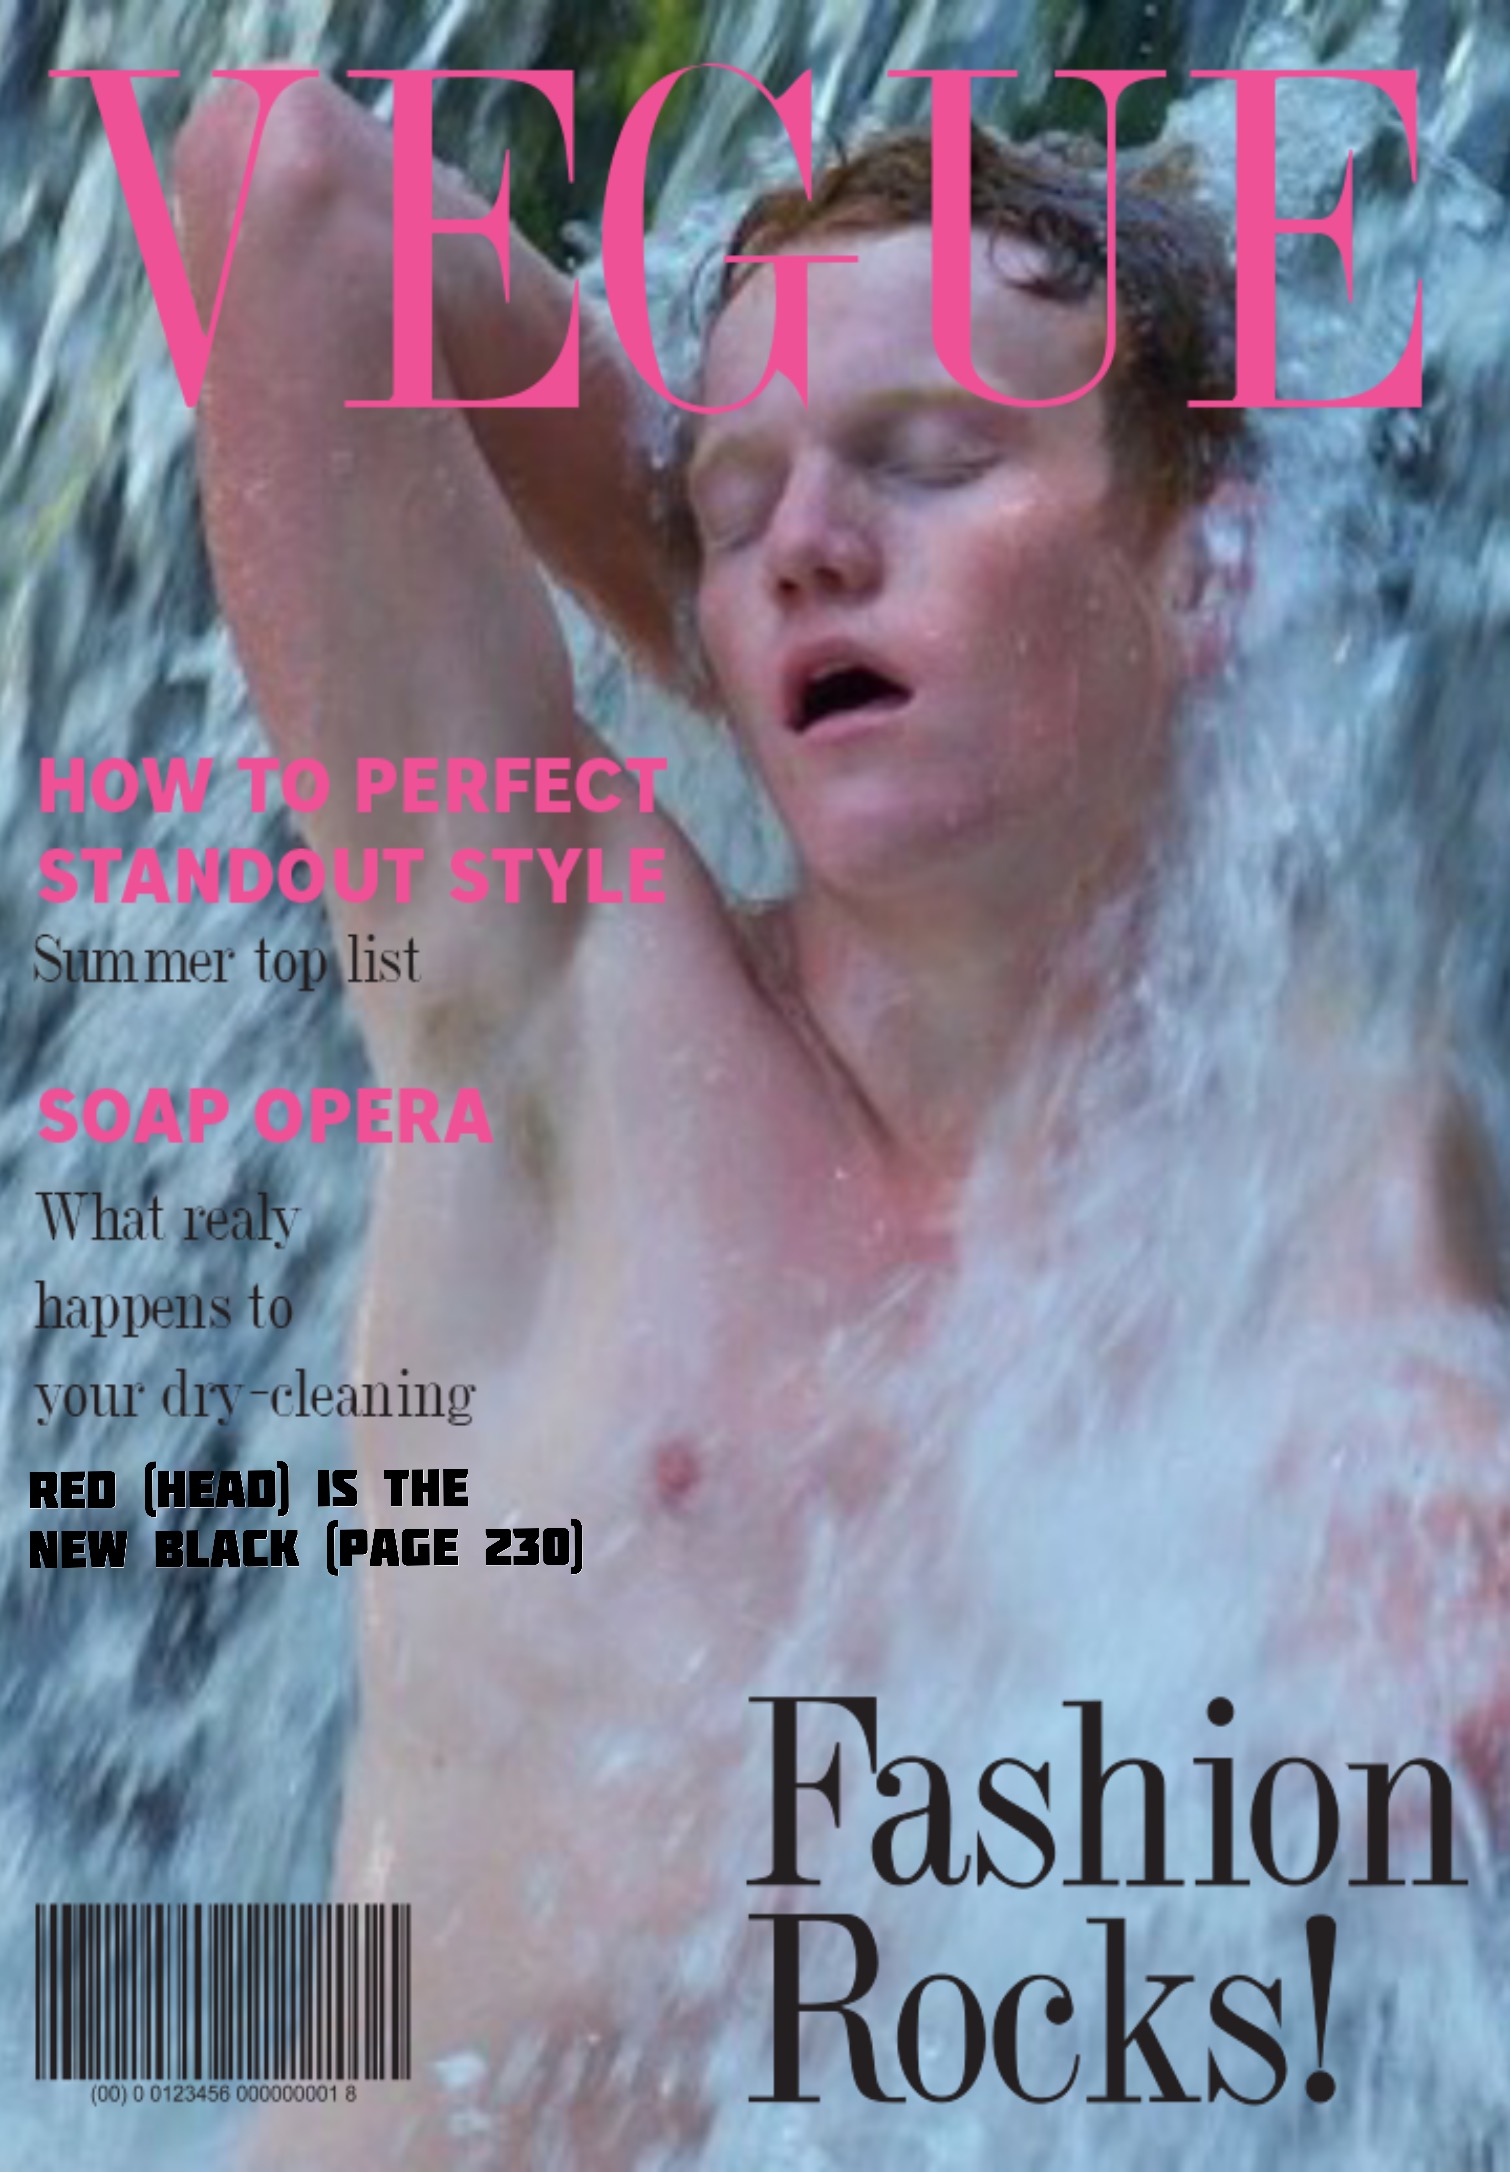 VEGUE
HOW TO PERFECT
STANDOUT STYLE
Summer top list
SOAP OPERA
What realy
happens to
your dry-cleaning
RED (HEAD) IS THE
NEW BLACK (PAGE 230)
Fashion
Rocks!
(00) 0 0123456 000000001 8